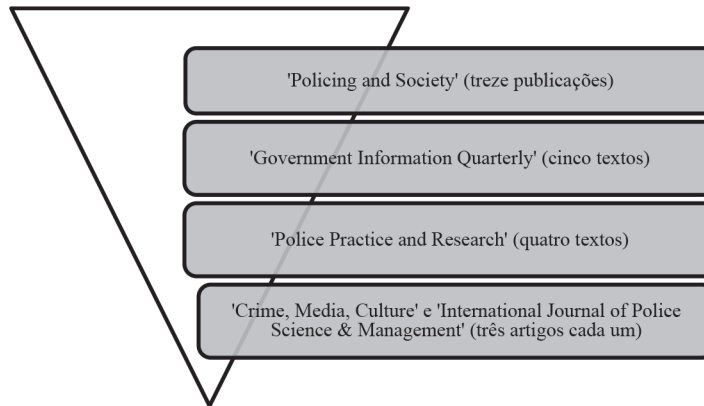 'Policing and Society' (treze publicações)
'Government Information Quarterly' (cinco textos)
'Police Practice and Research' (quatro textos)
'Crime, Media, Culture' e 'International Journal of Police
Science & Management' (três artigos cada um)